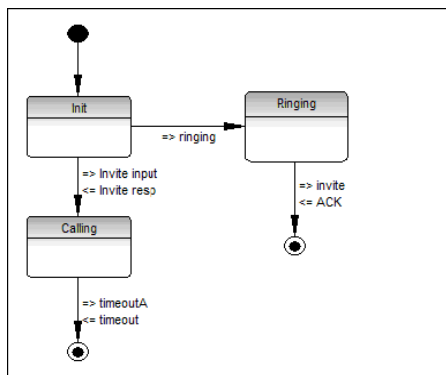 Init
Ringing
=> ringing
=> Invite input
<= Invite resp
=> invite
<= ACK
Calling
=> timeoutA
<= timeout